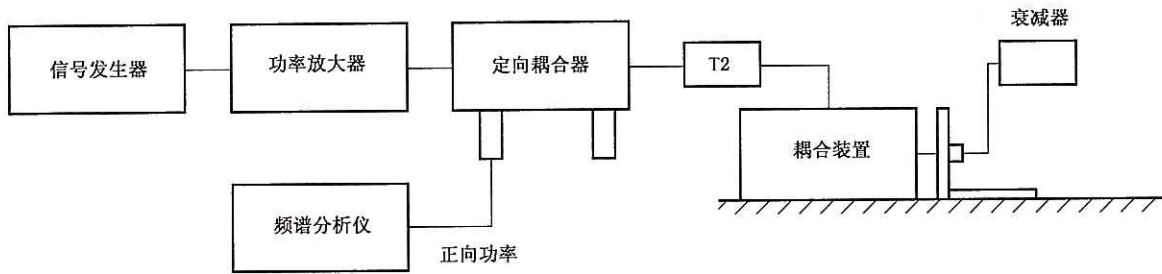 衰减器
信号发生器
功率放大器
定向耦合器
T2
耦合装置
频谱分析仪
正向功率